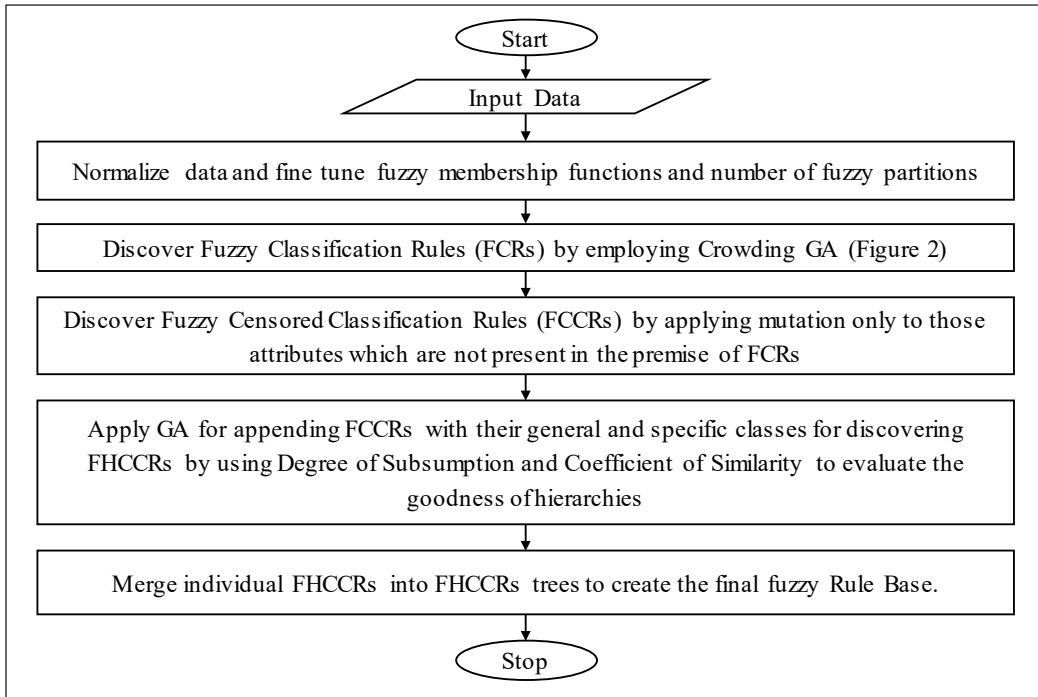 Start
Input Data
Normalize data and fine tune fuzzy membership functions and number of fuzzy partitions
Discover Fuzzy Classification Rules (FCRs) by employing Crowding GA (Figure 2)
Discover Fuzzy Censored Classification Rules (FCCRs) by applying mutation only to those
attributes which are not present in the premise of FCRs
Apply GA for appending FCCRs with their general and specific classes for discovering
FHCCRs by using Degree of Subsumption and Coefficient of Similarity to evaluate the
goodness of hierarchies
Merge individual FHCCRs into FHCCRs trees to create the final fuzzy Rule Base.
Stop